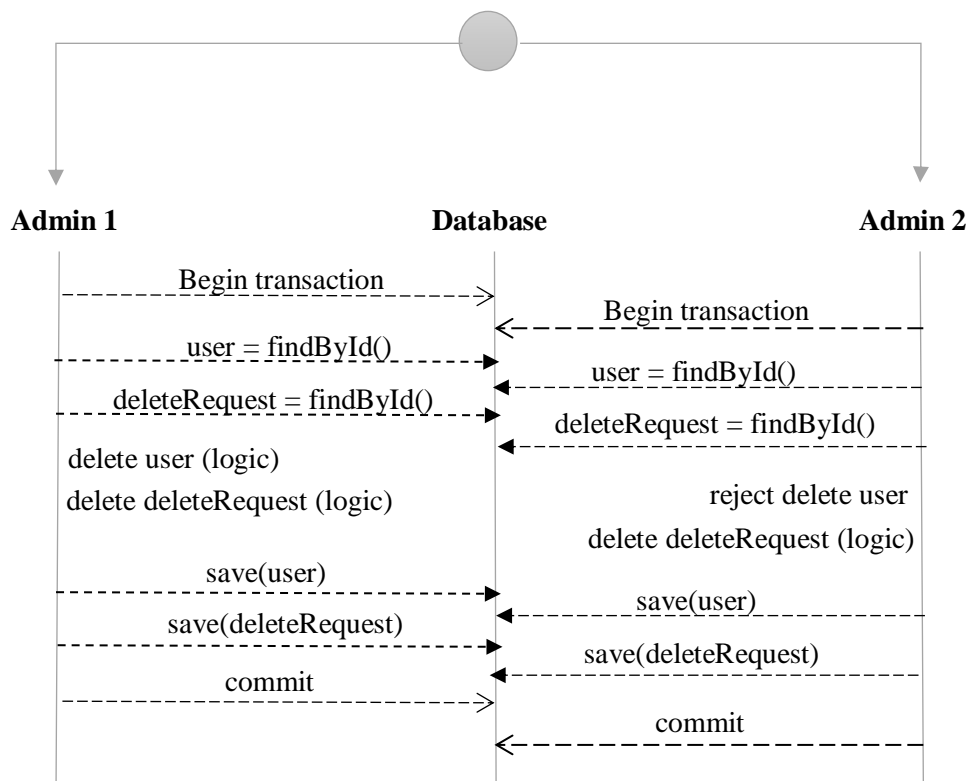 Admin 1
Database
Admin 2
Begin transaction
Begin transaction
user = findById()
user = findById()
deleteRequest = findById()
deleteRequest = findById()
delete user (logic)
delete deleteRequest (logic)
reject delete user
delete deleteRequest (logic)
save(user)
save(user)
save(deleteRequest)
save(deleteRequest)
commit
commit